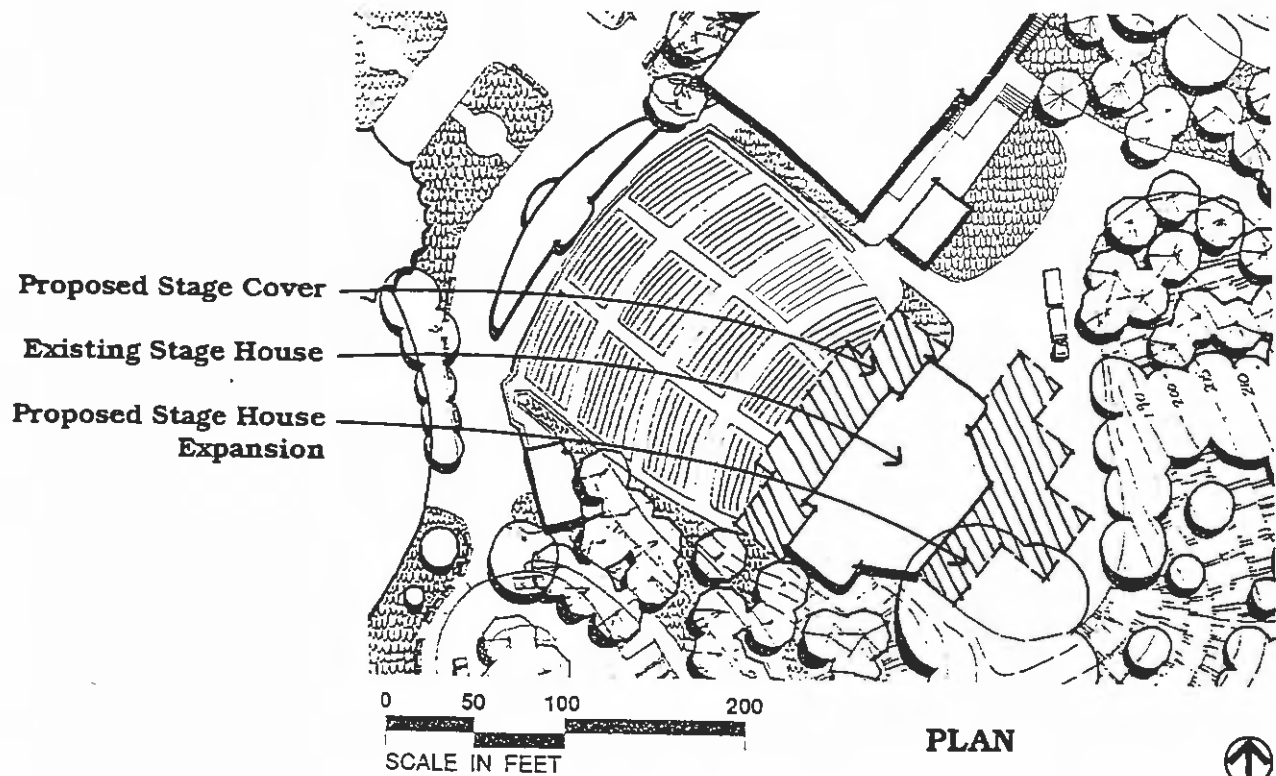 Proposed Stage Cover
Existing Stage House
Proposed Stage House
Expansion
0 50 100 200
SCALE IN FEET
PLAN